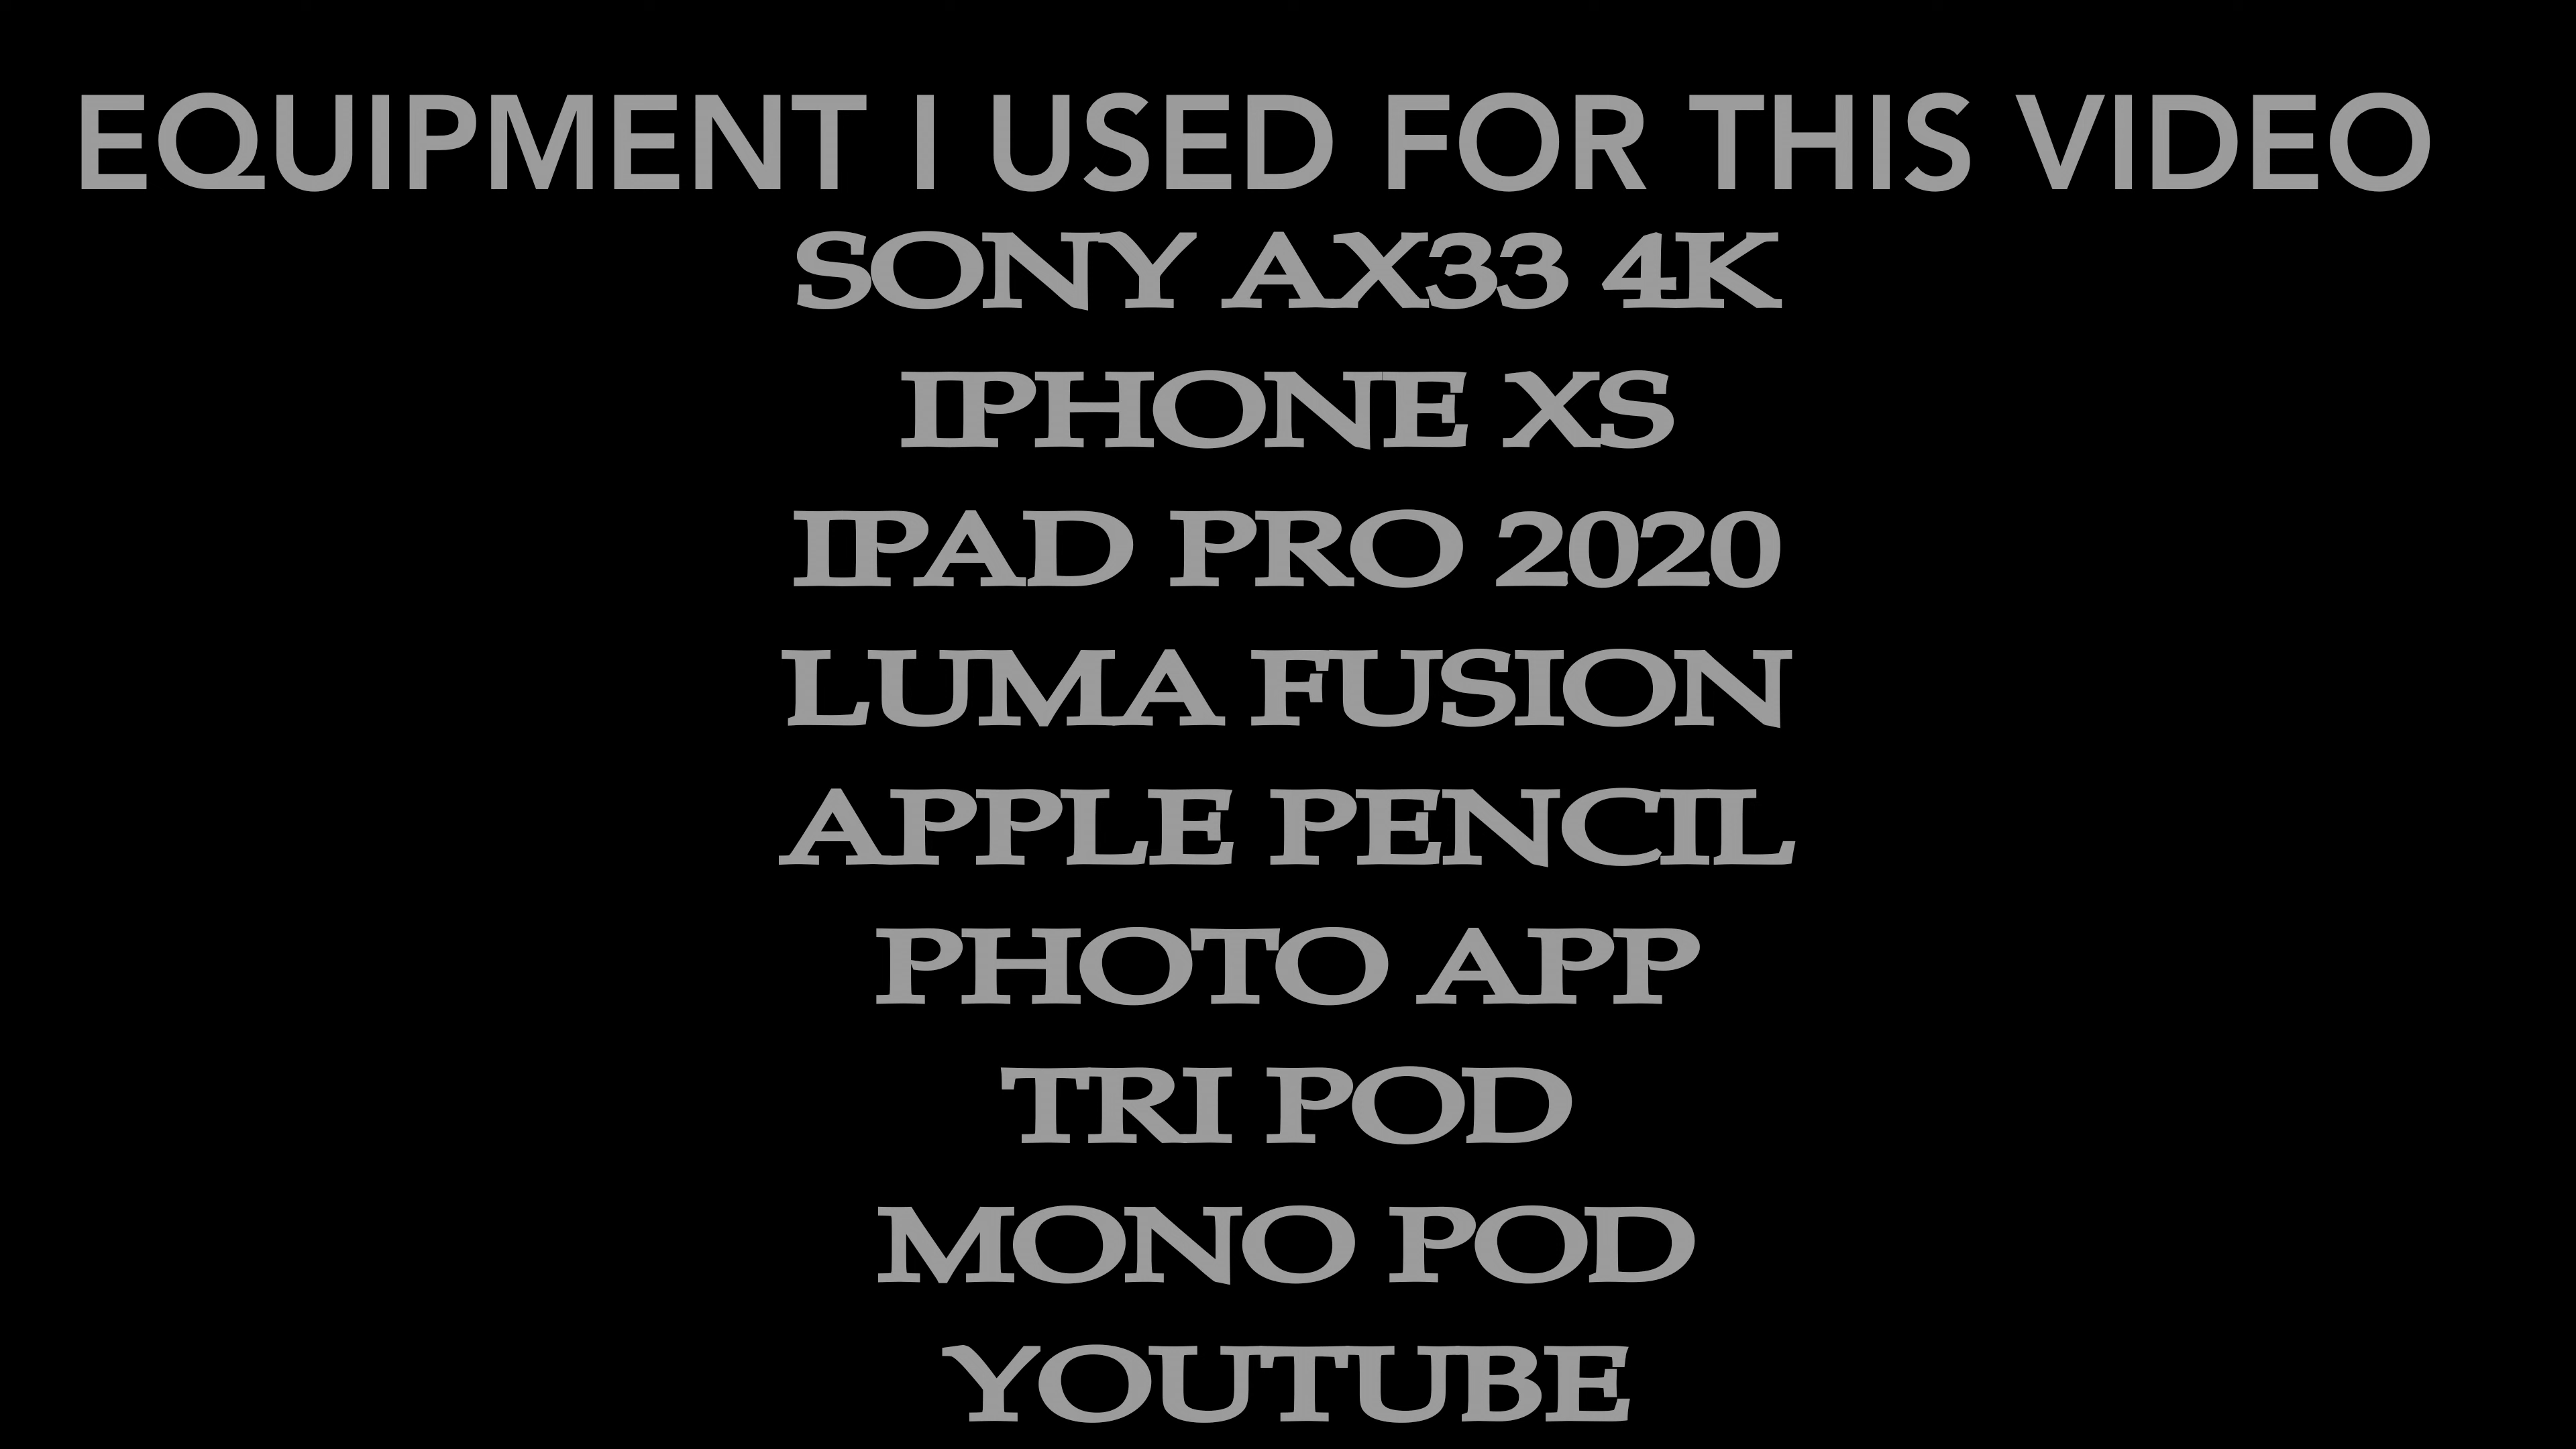 EQUIPMENT I USED FOR THIS VIDEO
SONY AX33 4K
IPHONE XS
IPAD PRO 2020
LUMA FUSION
APPLE PENCIL
PHOTO APP
TRI POD
MONO POD
YOUTUBE